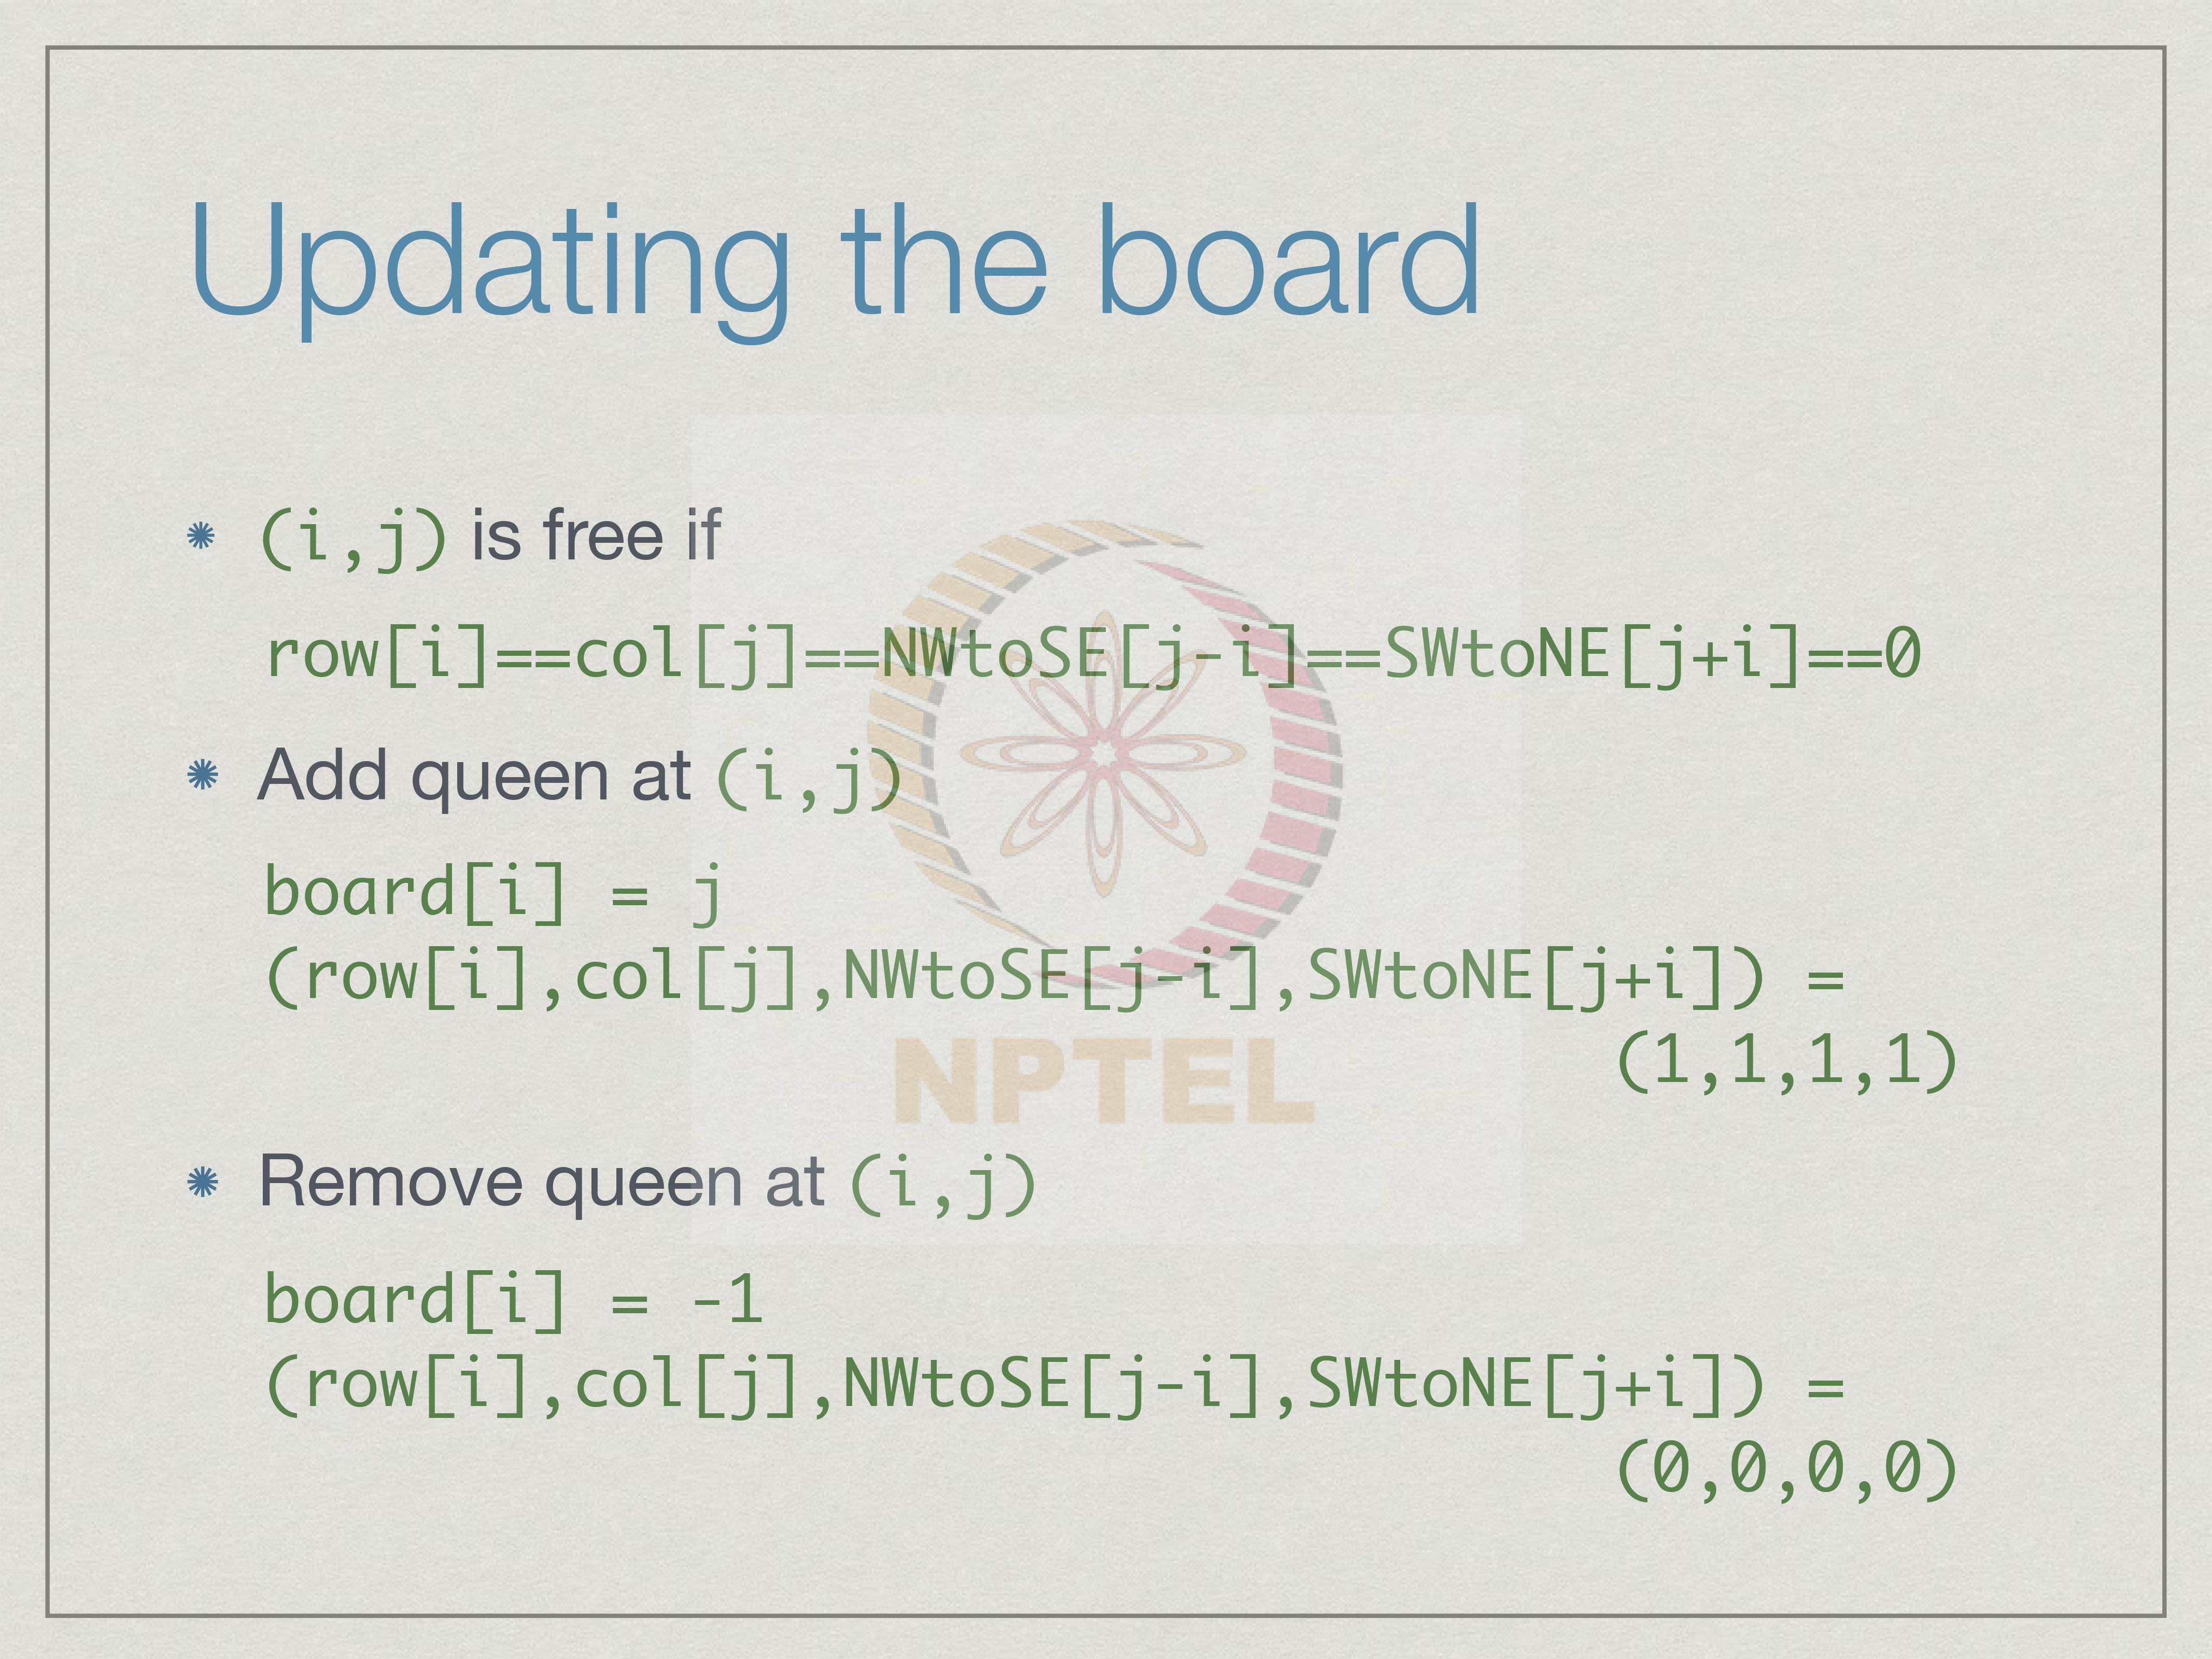 Updating the board
(i,j) is free if
row[i]==col[j]==NWtoSE[j-i]==SWtoNE[j+i]==0
Add queen at (i,j)
board[i] = j
(row[i],col[j],NWtoSE[j-i],SWtoNE[j+i]) =
(1,1,1,1)
NPTEL
Remove queen at (i,j)
board[i] = -1
(row[i],col[j],NWtoSE[j-i],SWtoNE[j+i]) =
(0,0,0,0)